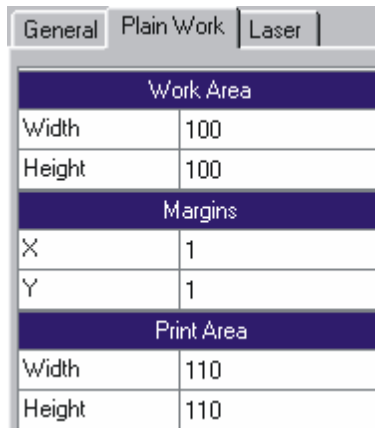 General Plain Work Laser
Work Area
Width 100
Height 100
Margins
X 1
Y 1
Print Area
Width 110
Height 110